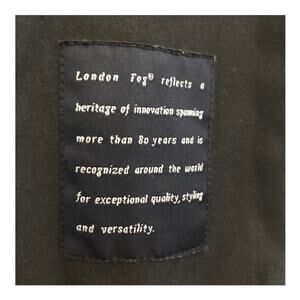 London Fog® reflects a
heritage of innovation spanning
more than 80 years and is
recognized around the world
for exceptional quality, styling
and versatility.